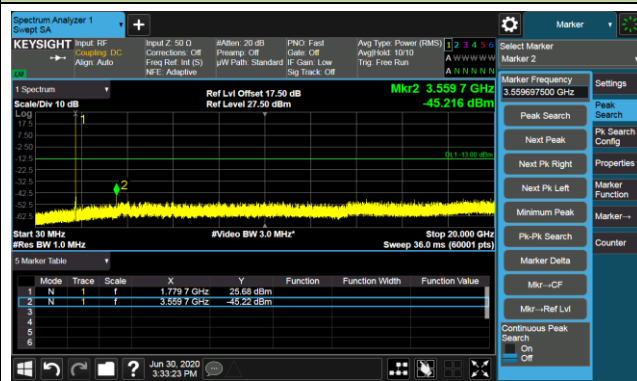 Spectrum Analyzer 1
Swept SA
+
Marker
KEYSIGHT
Input: RF
Coupling: DC
Align: Auto
Input Z: 50 Ω
Corrections: Off
Freq Ref: Int (S)
NFE: Adaptive
#Atten: 20 dB
Preamp: Off
µW Path: Standard
PNO: Fast
Gate: Off
IF Gain: Low
Sig Track: Off
Avg Type: Power (RMS)
Avg|Hold: 10/10
Trig: Free Run
1 2 3 4 5 6
A W W W W W
A N N N N N
Select Marker
Marker 2
1 Spectrum
Scale/Div 10 dB
Ref Lvl Offset 17.50 dB
Ref Level 27.50 dBm
Mkr2 3.559 7 GHz
-45.216 dBm
Log
17.5
7.50
-2.50
-12.5
-22.5
-32.5
-42.5
-52.5
-62.5
1
2
DL1 -13.00 dBm
Start 30 MHz
#Res BW 1.0 MHz
#Video BW 3.0 MHz*
Stop 20.000 GHz
Sweep 36.0 ms (60001 pts)
5 Marker Table
Mode Trace Scale X Y Function Function Width Function Value
1 N 1 f 1.779 7 GHz 25.68 dBm
2 N 1 f 3.559 7 GHz -45.22 dBm
3
4
5
6
Marker Frequency
3.559697500 GHz
Peak Search
Next Peak
Next Pk Right
Next Pk Left
Minimum Peak
Pk-Pk Search
Marker Delta
Mkr→CF
Mkr→Ref Lvl
Continuous Peak
Search
On
Off
Settings
Peak
Search
Pk Search
Config
Properties
Marker
Function
Marker→
Counter
?
Jun 30, 2020
3:33:23 PM